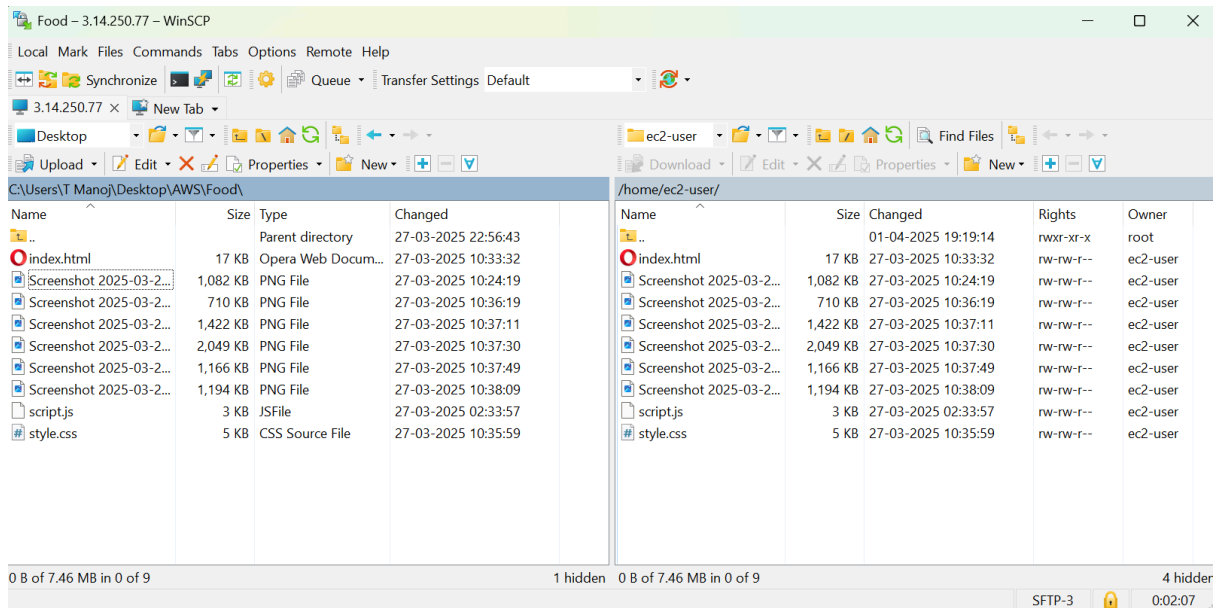 Food – 3.14.250.77 – WinSCP
Local Mark Files Commands Tabs Options Remote Help
Synchronize Queue Transfer Settings Default
3.14.250.77 × New Tab
Desktop ec2-user Find Files
Upload Edit Properties New Download Edit Properties New
C:\Users\T Manoj\Desktop\AWS\Food\ /home/ec2-user/
Name Size Type Changed Name Size Changed Rights Owner
.. Parent directory 27-03-2025 22:56:43 .. 01-04-2025 19:19:14 rwxr-xr-x root
index.html 17 KB Opera Web Docum... 27-03-2025 10:33:32 index.html 17 KB 27-03-2025 10:33:32 rw-rw-r-- ec2-user
Screenshot 2025-03-2... 1,082 KB PNG File 27-03-2025 10:24:19 Screenshot 2025-03-2... 1,082 KB 27-03-2025 10:24:19 rw-rw-r-- ec2-user
Screenshot 2025-03-2... 710 KB PNG File 27-03-2025 10:36:19 Screenshot 2025-03-2... 710 KB 27-03-2025 10:36:19 rw-rw-r-- ec2-user
Screenshot 2025-03-2... 1,422 KB PNG File 27-03-2025 10:37:11 Screenshot 2025-03-2... 1,422 KB 27-03-2025 10:37:11 rw-rw-r-- ec2-user
Screenshot 2025-03-2... 2,049 KB PNG File 27-03-2025 10:37:30 Screenshot 2025-03-2... 2,049 KB 27-03-2025 10:37:30 rw-rw-r-- ec2-user
Screenshot 2025-03-2... 1,166 KB PNG File 27-03-2025 10:37:49 Screenshot 2025-03-2... 1,166 KB 27-03-2025 10:37:49 rw-rw-r-- ec2-user
Screenshot 2025-03-2... 1,194 KB PNG File 27-03-2025 10:38:09 Screenshot 2025-03-2... 1,194 KB 27-03-2025 10:38:09 rw-rw-r-- ec2-user
script.js 3 KB JSFile 27-03-2025 02:33:57 script.js 3 KB 27-03-2025 02:33:57 rw-rw-r-- ec2-user
style.css 5 KB CSS Source File 27-03-2025 10:35:59 style.css 5 KB 27-03-2025 10:35:59 rw-rw-r-- ec2-user
0 B of 7.46 MB in 0 of 9 1 hidden 0 B of 7.46 MB in 0 of 9 4 hidden
SFTP-3 0:02:07